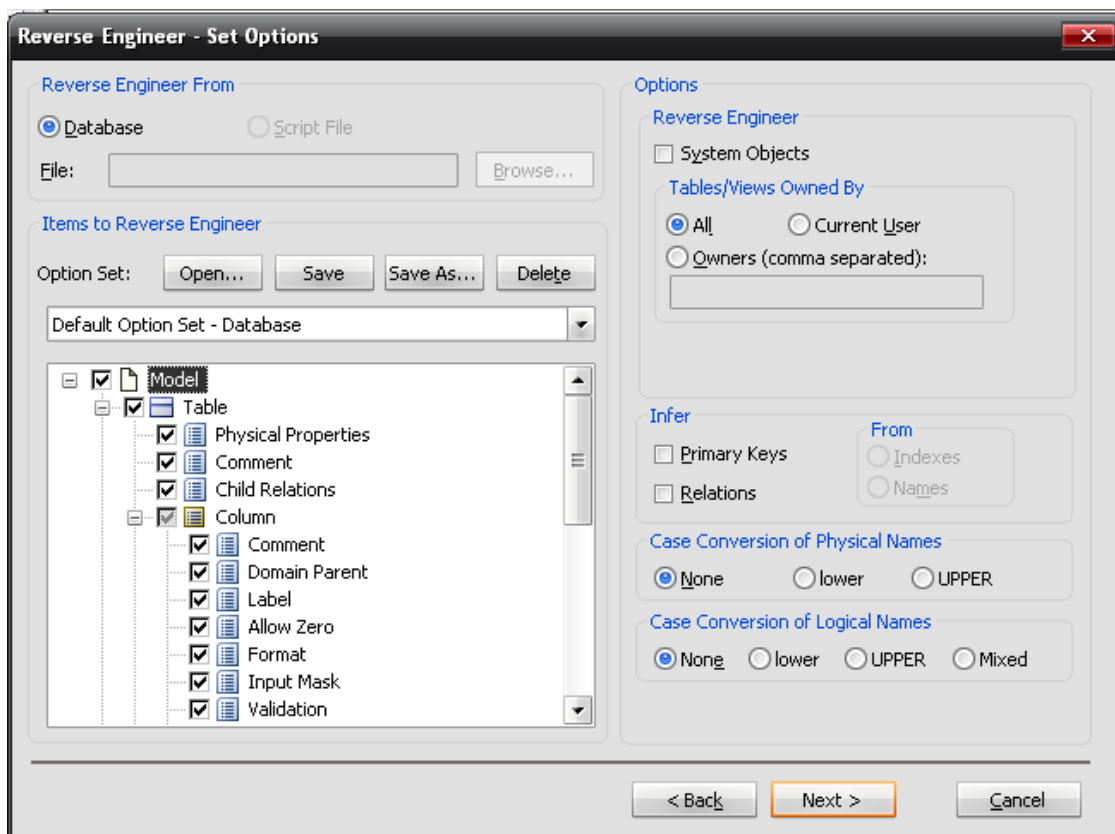 Reverse Engineer - Set Options
Reverse Engineer From
Database
Script File
File:
Browse...
Items to Reverse Engineer
Option Set:
Open...
Save
Save As...
Delete
Default Option Set - Database
Model
Table
Physical Properties
Comment
Child Relations
Column
Comment
Domain Parent
Label
Allow Zero
Format
Input Mask
Validation
Options
Reverse Engineer
System Objects
Tables/Views Owned By
All
Current User
Owners (comma separated):
Infer
Primary Keys
Relations
From
Indexes
Names
Case Conversion of Physical Names
None
lower
UPPER
Case Conversion of Logical Names
None
lower
UPPER
Mixed
< Back
Next >
Cancel